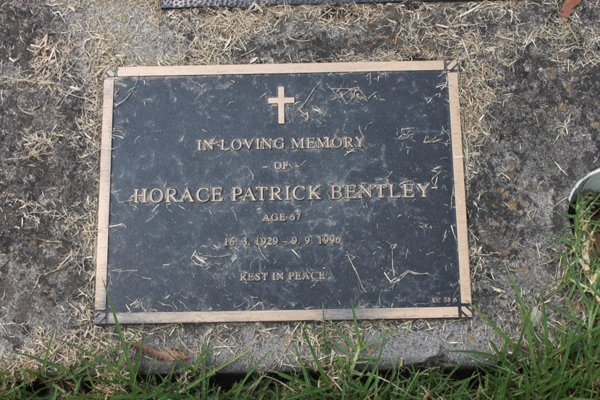 IN LOVING MEMORY
- OF -
HORACE PATRICK BENTLEY
AGE 67
16. 3. 1929 - 9. 9. 1996
REST IN PEACE